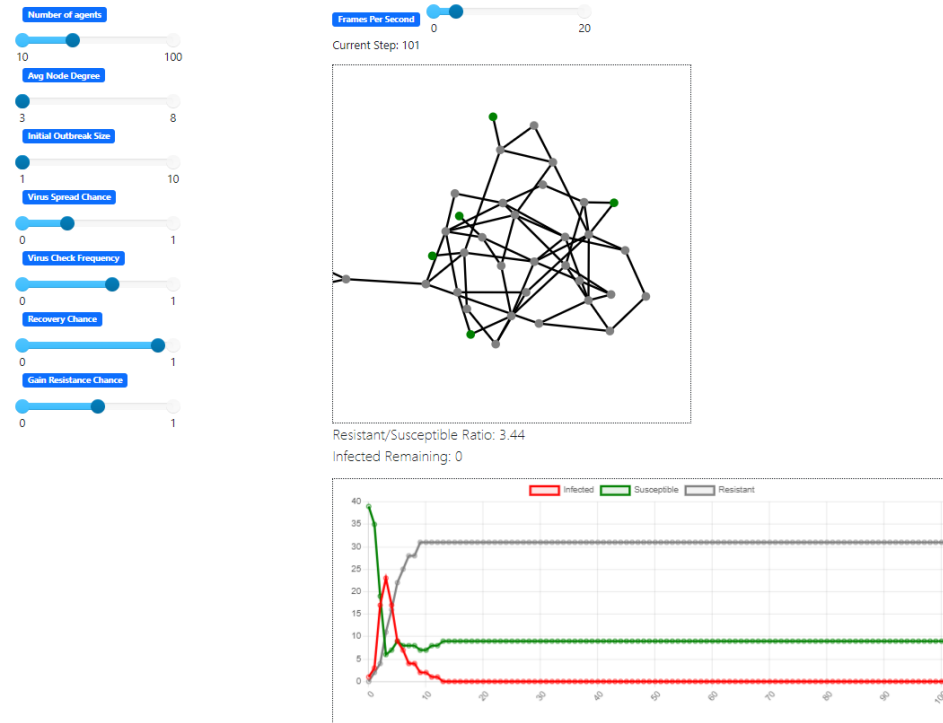 Number of agents
10 100
Avg Node Degree
3 8
Initial Outbreak Size
1 10
Virus Spread Chance
0 1
Virus Check Frequency
0 1
Recovery Chance
0 1
Gain Resistance Chance
0 1
Frames Per Second
0 20
Current Step: 101
Resistant/Susceptible Ratio: 3.44
Infected Remaining: 0
Infected Susceptible Resistant
40
35
30
25
20
15
10
5
0
0 10 20 30 40 50 60 70 80 90 100